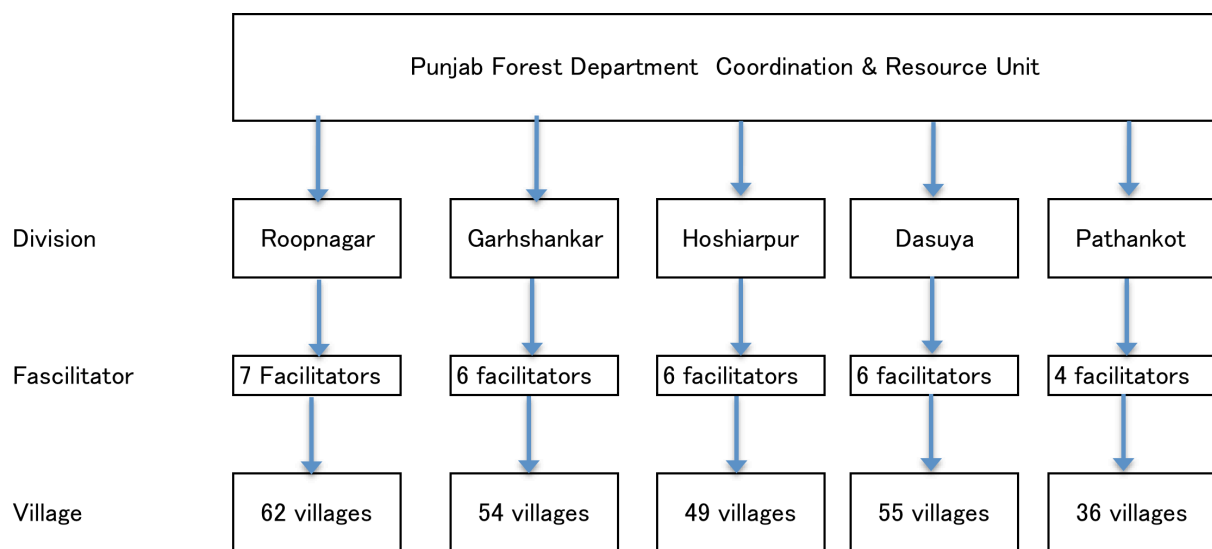 Punjab Forest Department  Coordination & Resource Unit
Division
Roopnagar
Garhshankar
Hoshiarpur
Dasuya
Pathankot
Fascilitator
7 Facilitators
6 facilitators
6 facilitators
6 facilitators
4 facilitators
Village
62 villages
54 villages
49 villages
55 villages
36 villages